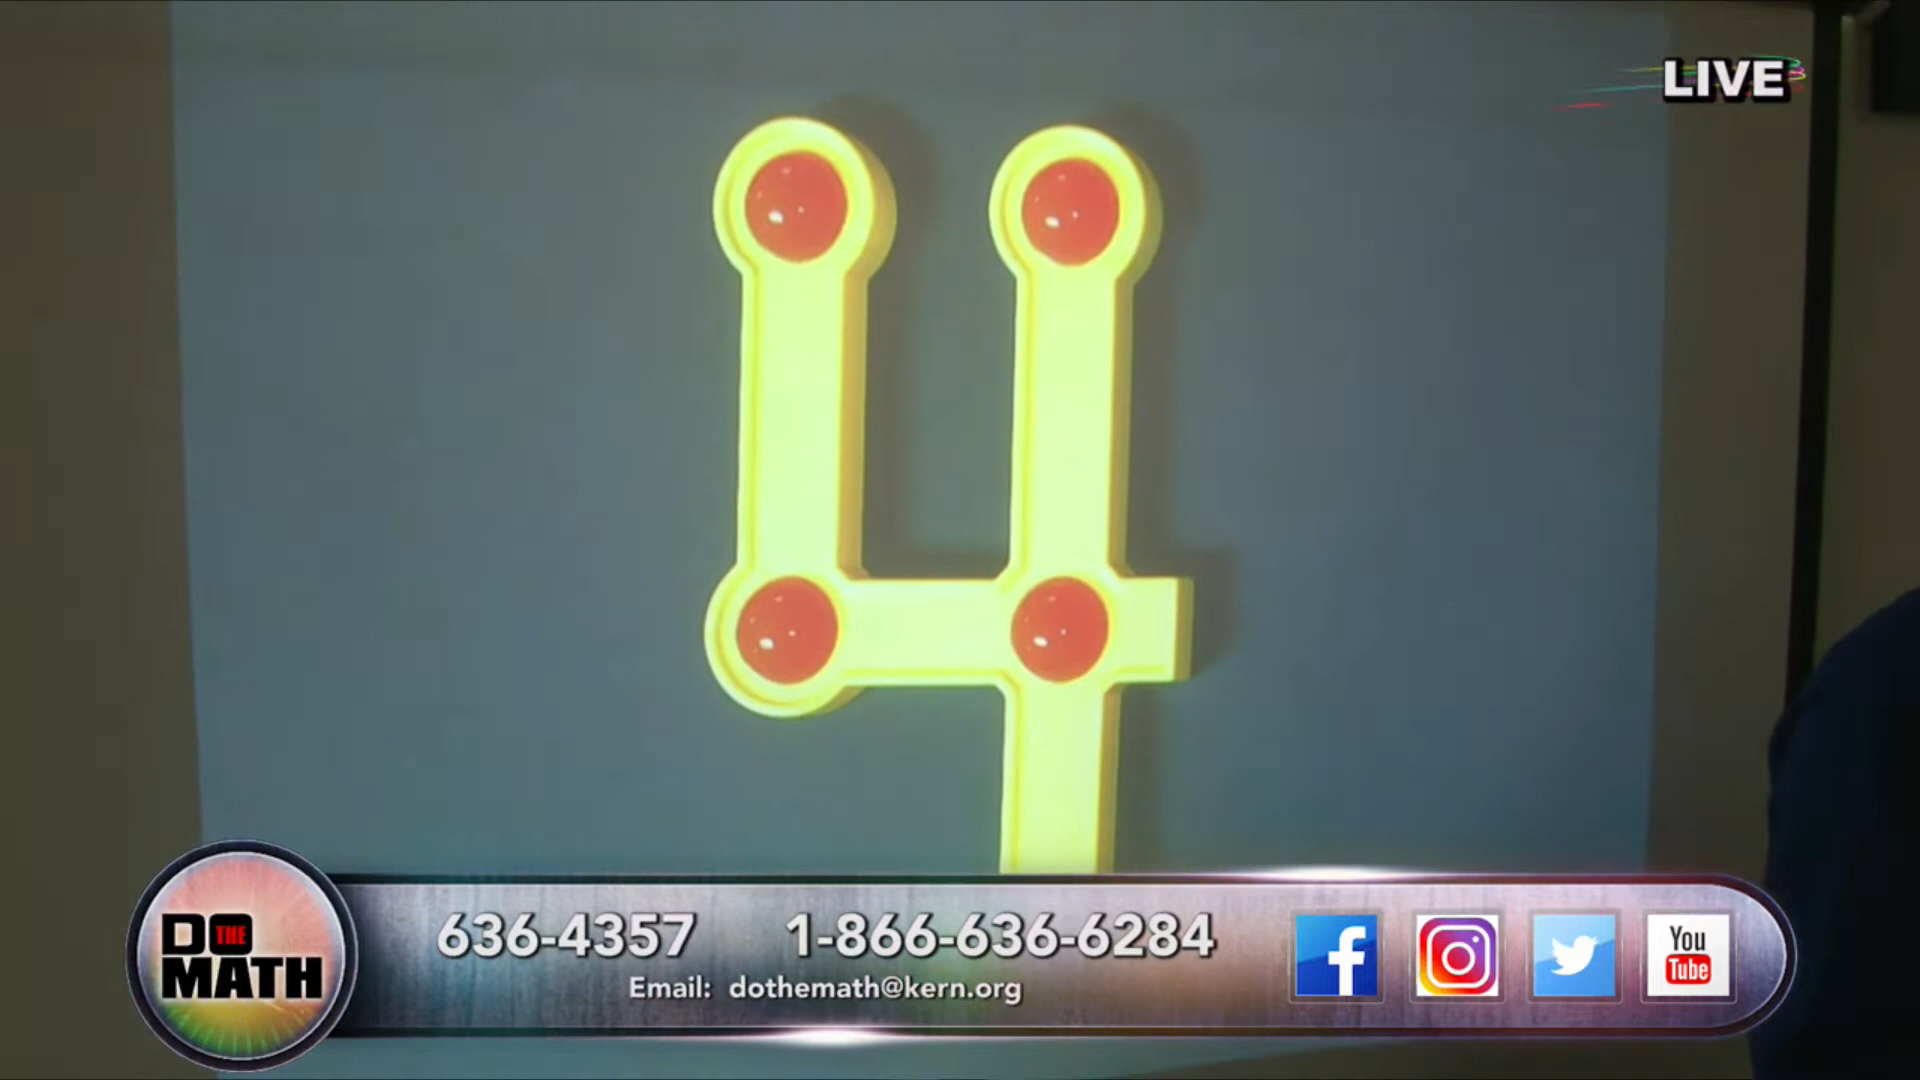 LIVE
4
DO THE MATH
636-4357 1-866-636-6284
Email: dothemath@kern.org
You
Tube